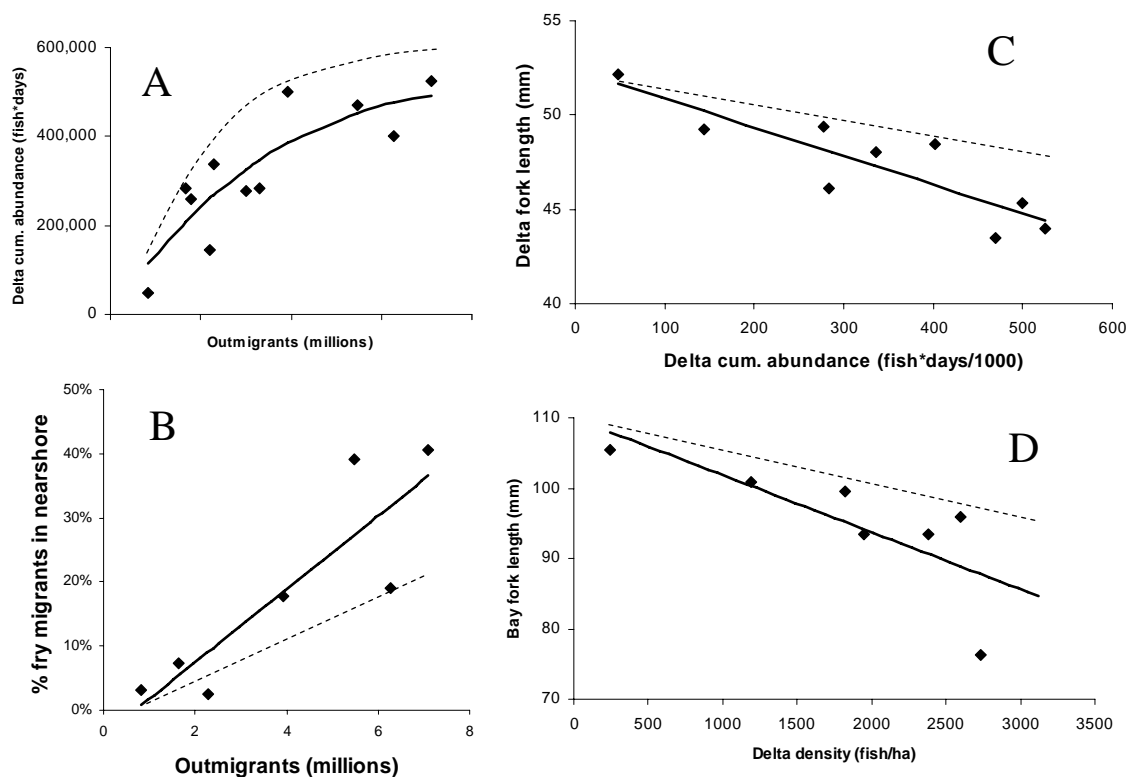 A
Delta cum. abundance (fish*days)
600,000
400,000
200,000
0
Outmigrants (millions)
C
Delta fork length (mm)
55
50
45
40
0 100 200 300 400 500 600
Delta cum. abundance (fish*days/1000)
B
% fry migrants in nearshore
50%
40%
30%
20%
10%
0%
0 2 4 6 8
Outmigrants (millions)
D
Bay fork length (mm)
110
100
90
80
70
0 500 1000 1500 2000 2500 3000 3500
Delta density (fish/ha)